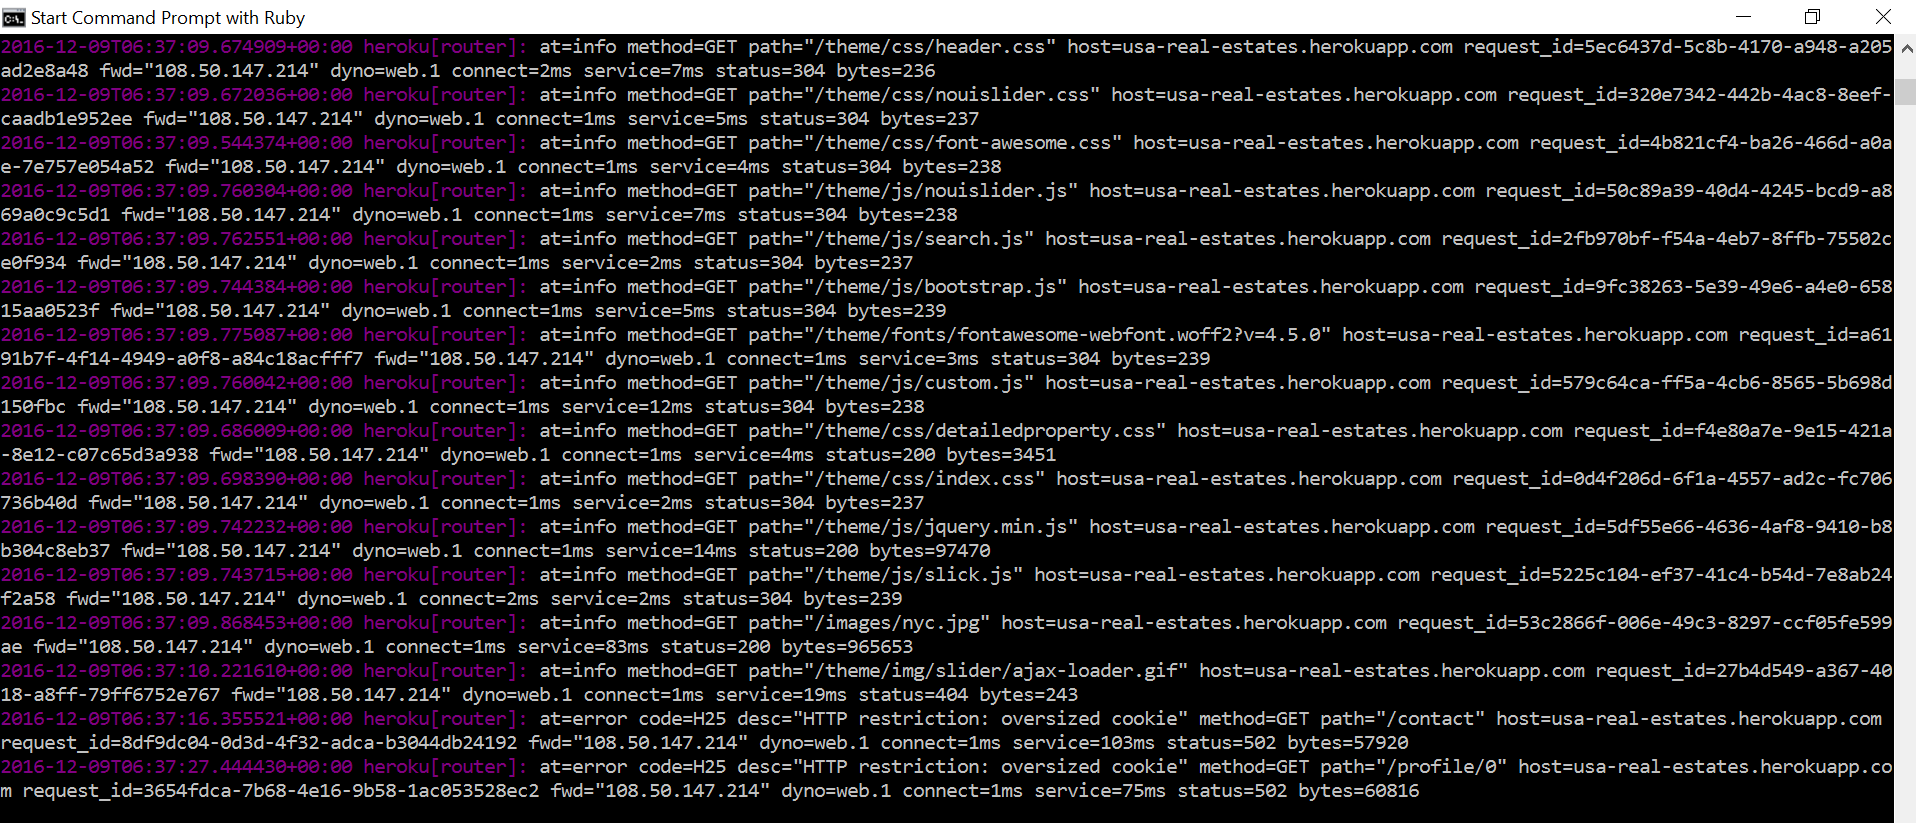 Start Command Prompt with Ruby
2016-12-09T06:37:09.674909+00:00 heroku[router]: at=info method=GET path="/theme/css/header.css" host=usa-real-estates.herokuapp.com request_id=5ec6437d-5c8b-4170-a948-a205
ad2e8a48 fwd="108.50.147.214" dyno=web.1 connect=2ms service=7ms status=304 bytes=236
2016-12-09T06:37:09.672036+00:00 heroku[router]: at=info method=GET path="/theme/css/nouislider.css" host=usa-real-estates.herokuapp.com request_id=320e7342-442b-4ac8-8eef-
caadb1e952ee fwd="108.50.147.214" dyno=web.1 connect=1ms service=5ms status=304 bytes=237
2016-12-09T06:37:09.544374+00:00 heroku[router]: at=info method=GET path="/theme/css/font-awesome.css" host=usa-real-estates.herokuapp.com request_id=4b821cf4-ba26-466d-a0a
e-7e757e054a52 fwd="108.50.147.214" dyno=web.1 connect=1ms service=4ms status=304 bytes=238
2016-12-09T06:37:09.760304+00:00 heroku[router]: at=info method=GET path="/theme/js/nouislider.js" host=usa-real-estates.herokuapp.com request_id=50c89a39-40d4-4245-bcd9-a8
69a0c9c5d1 fwd="108.50.147.214" dyno=web.1 connect=1ms service=7ms status=304 bytes=238
2016-12-09T06:37:09.762551+00:00 heroku[router]: at=info method=GET path="/theme/js/search.js" host=usa-real-estates.herokuapp.com request_id=2fb970bf-f54a-4eb7-8ffb-75502c
e0f934 fwd="108.50.147.214" dyno=web.1 connect=1ms service=2ms status=304 bytes=237
2016-12-09T06:37:09.744384+00:00 heroku[router]: at=info method=GET path="/theme/js/bootstrap.js" host=usa-real-estates.herokuapp.com request_id=9fc38263-5e39-49e6-a4e0-658
15aa0523f fwd="108.50.147.214" dyno=web.1 connect=1ms service=5ms status=304 bytes=239
2016-12-09T06:37:09.775087+00:00 heroku[router]: at=info method=GET path="/theme/fonts/fontawesome-webfont.woff2?v=4.5.0" host=usa-real-estates.herokuapp.com request_id=a61
91b7f-4f14-4949-a0f8-a84c18acfff7 fwd="108.50.147.214" dyno=web.1 connect=1ms service=3ms status=304 bytes=239
2016-12-09T06:37:09.760042+00:00 heroku[router]: at=info method=GET path="/theme/js/custom.js" host=usa-real-estates.herokuapp.com request_id=579c64ca-ff5a-4cb6-8565-5b698d
150fbc fwd="108.50.147.214" dyno=web.1 connect=1ms service=12ms status=304 bytes=238
2016-12-09T06:37:09.686009+00:00 heroku[router]: at=info method=GET path="/theme/css/detailedproperty.css" host=usa-real-estates.herokuapp.com request_id=f4e80a7e-9e15-421a
-8e12-c07c65d3a938 fwd="108.50.147.214" dyno=web.1 connect=1ms service=4ms status=200 bytes=3451
2016-12-09T06:37:09.698390+00:00 heroku[router]: at=info method=GET path="/theme/css/index.css" host=usa-real-estates.herokuapp.com request_id=0d4f206d-6f1a-4557-ad2c-fc706
736b40d fwd="108.50.147.214" dyno=web.1 connect=1ms service=2ms status=304 bytes=237
2016-12-09T06:37:09.742232+00:00 heroku[router]: at=info method=GET path="/theme/js/jquery.min.js" host=usa-real-estates.herokuapp.com request_id=5df55e66-4636-4af8-9410-b8
b304c8eb37 fwd="108.50.147.214" dyno=web.1 connect=1ms service=14ms status=200 bytes=97470
2016-12-09T06:37:09.743715+00:00 heroku[router]: at=info method=GET path="/theme/js/slick.js" host=usa-real-estates.herokuapp.com request_id=5225c104-ef37-41c4-b54d-7e8ab24
f2a58 fwd="108.50.147.214" dyno=web.1 connect=2ms service=2ms status=304 bytes=239
2016-12-09T06:37:09.868453+00:00 heroku[router]: at=info method=GET path="/images/nyc.jpg" host=usa-real-estates.herokuapp.com request_id=53c2866f-006e-49c3-8297-ccf05fe599
ae fwd="108.50.147.214" dyno=web.1 connect=1ms service=83ms status=200 bytes=965653
2016-12-09T06:37:10.221610+00:00 heroku[router]: at=info method=GET path="/theme/img/slider/ajax-loader.gif" host=usa-real-estates.herokuapp.com request_id=27b4d549-a367-40
18-a8ff-79ff6752e767 fwd="108.50.147.214" dyno=web.1 connect=1ms service=19ms status=404 bytes=243
2016-12-09T06:37:16.355521+00:00 heroku[router]: at=error code=H25 desc="HTTP restriction: oversized cookie" method=GET path="/contact" host=usa-real-estates.herokuapp.com
request_id=8df9dc04-0d3d-4f32-adca-b3044db24192 fwd="108.50.147.214" dyno=web.1 connect=1ms service=103ms status=502 bytes=57920
2016-12-09T06:37:27.444430+00:00 heroku[router]: at=error code=H25 desc="HTTP restriction: oversized cookie" method=GET path="/profile/0" host=usa-real-estates.herokuapp.co
m request_id=3654fdca-7b68-4e16-9b58-1ac053528ec2 fwd="108.50.147.214" dyno=web.1 connect=1ms service=75ms status=502 bytes=60816